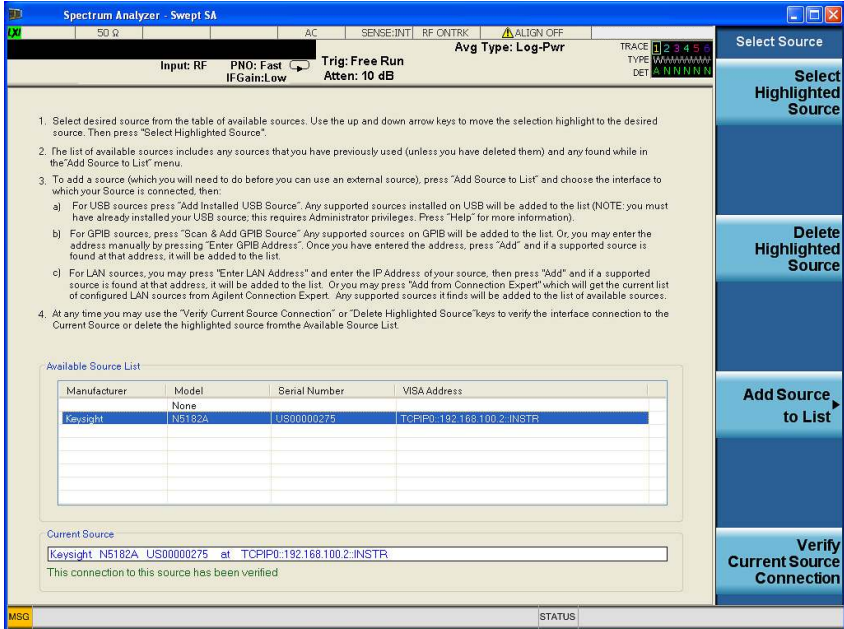 Spectrum Analyzer - Swept SA
LXI
50 Ω
AC
SENSE:INT
RF ONTRK
ALIGN OFF
Avg Type: Log-Pwr
TRACE 1 2 3 4 5 6
TYPE WWWWWW
DET A N N N N N
Input: RF
PNO: Fast
IFGain:Low
Trig: Free Run
Atten: 10 dB
1. Select desired source from the table of available sources. Use the up and down arrow keys to move the selection highlight to the desired
source. Then press "Select Highlighted Source".
2. The list of available sources includes any sources that you have previously used (unless you have deleted them) and any found while in
the"Add Source to List" menu.
3. To add a source (which you will need to do before you can use an external source), press "Add Source to List" and choose the interface to
which your Source is connected, then:
a) For USB sources press "Add Installed USB Source". Any supported sources installed on USB will be added to the list (NOTE: you must
have already installed your USB source; this requires Administrator privileges. Press "Help" for more information).
b) For GPIB sources, press "Scan & Add GPIB Source" Any supported sources on GPIB will be added to the list. Or, you may enter the
address manually by pressing "Enter GPIB Address". Once you have entered the address, press "Add" and if a supported source is
found at that address, it will be added to the list.
c) For LAN sources, you may press "Enter LAN Address" and enter the IP Address of your source, then press "Add" and if a supported
source is found at that address, it will be added to the list. Or you may press "Add from Connection Expert" which will get the current list
of configured LAN sources from Agilent Connection Expert. Any supported sources it finds will be added to the list of available sources.
4. At any time you may use the "Verify Current Source Connection" or "Delete Highlighted Source"keys to verify the interface connection to the
Current Source or delete the highlighted source fromthe Available Source List.
Available Source List
Manufacturer Model Serial Number VISA Address
None
Keysight N5182A US00000275 TCPIP0::192.168.100.2::INSTR
Current Source
Keysight N5182A US00000275 at TCPIP0::192.168.100.2::INSTR
This connection to this source has been verified
MSG
STATUS
Select Source
Select
Highlighted
Source
Delete
Highlighted
Source
Add Source
to List
Verify
Current Source
Connection